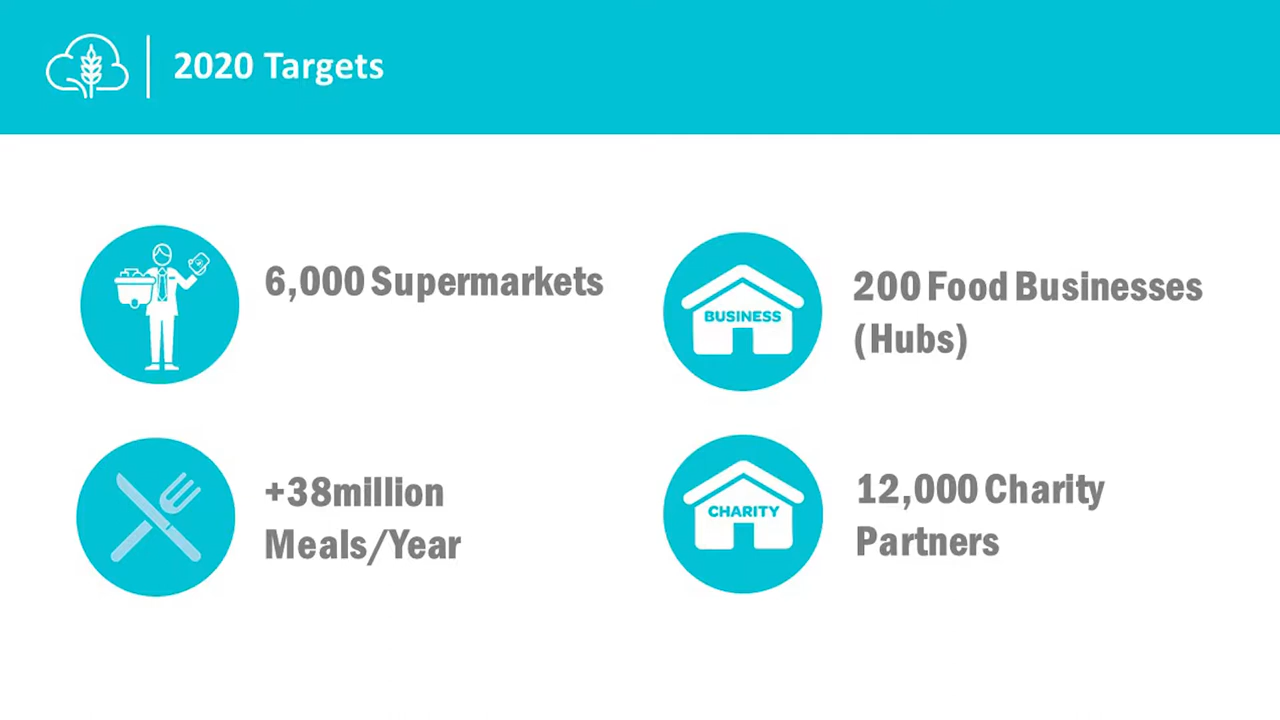 2020 Targets
6,000 Supermarkets
BUSINESS
200 Food Businesses
(Hubs)
+38million
Meals/Year
CHARITY
12,000 Charity
Partners